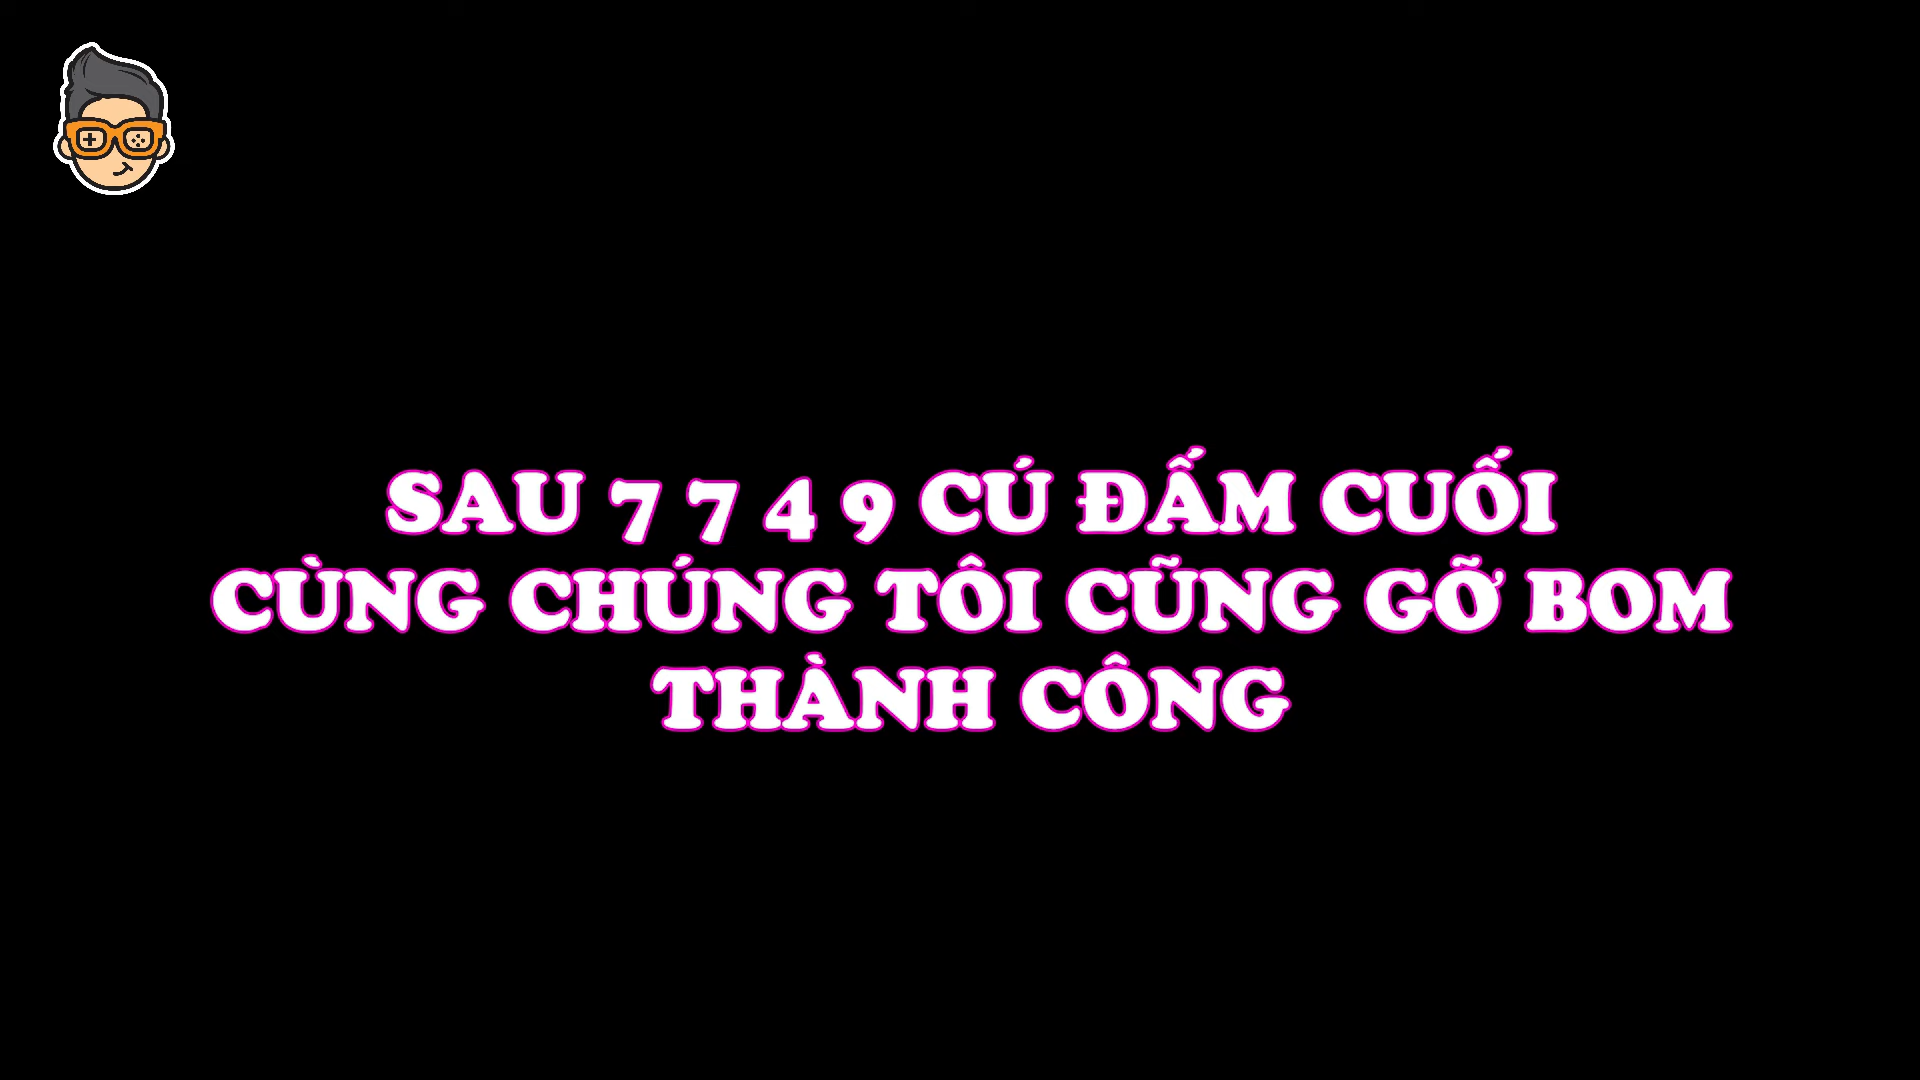 SAU 7 7 4 9 CÚ ĐẤM CUỐI
CÙNG CHÚNG TÔI CŨNG GỠ BOM
THÀNH CÔNG